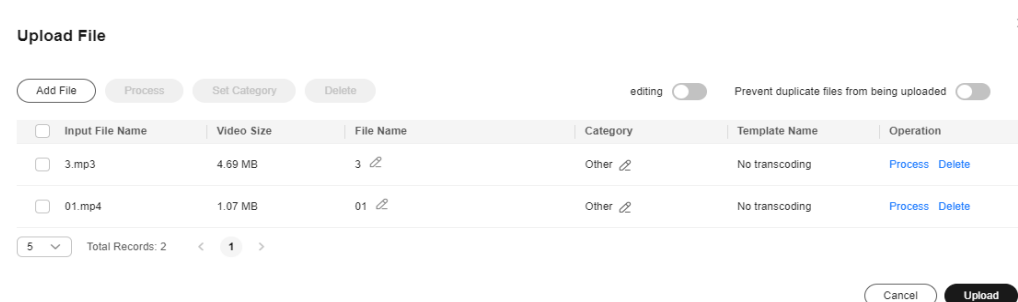 Upload File
Add File Process Set Category Delete editing Prevent duplicate files from being uploaded
Input File Name Video Size File Name Category Template Name Operation
3.mp3 4.69 MB 3 Other No transcoding Process Delete
01.mp4 1.07 MB 01 Other No transcoding Process Delete
5 Total Records: 2 < 1 >
Cancel Upload